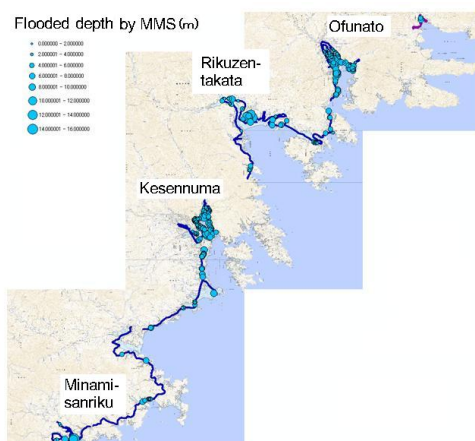 Flooded depth by MMS (m)
0.000000 - 2.000000
2.000001 - 4.000000
4.000001 - 6.000000
6.000001 - 8.000000
8.000001 - 10.000000
10.000001 - 12.000000
12.000001 - 14.000000
14.000001 - 16.000000
Ofunato
Rikuzen-
takata
Kesennuma
Minami-
sanriku